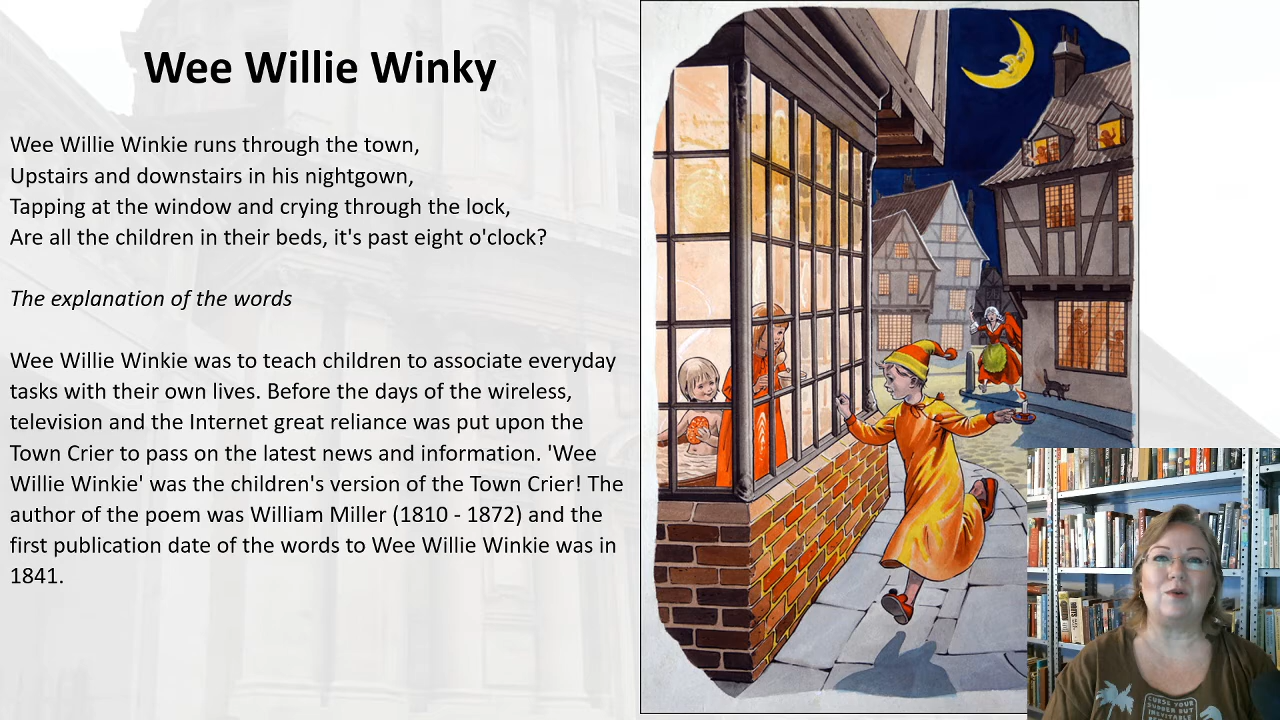 Wee Willie Winky
Wee Willie Winkie runs through the town,
Upstairs and downstairs in his nightgown,
Tapping at the window and crying through the lock,
Are all the children in their beds, it's past eight o'clock?
The explanation of the words
Wee Willie Winkie was to teach children to associate everyday
tasks with their own lives. Before the days of the wireless,
television and the Internet great reliance was put upon the
Town Crier to pass on the latest news and information. 'Wee
Willie Winkie' was the children's version of the Town Crier! The
author of the poem was William Miller (1810 - 1872) and the
first publication date of the words to Wee Willie Winkie was in
1841.
CURSE YOUR
SUDDEN BUT
INEVITABLE